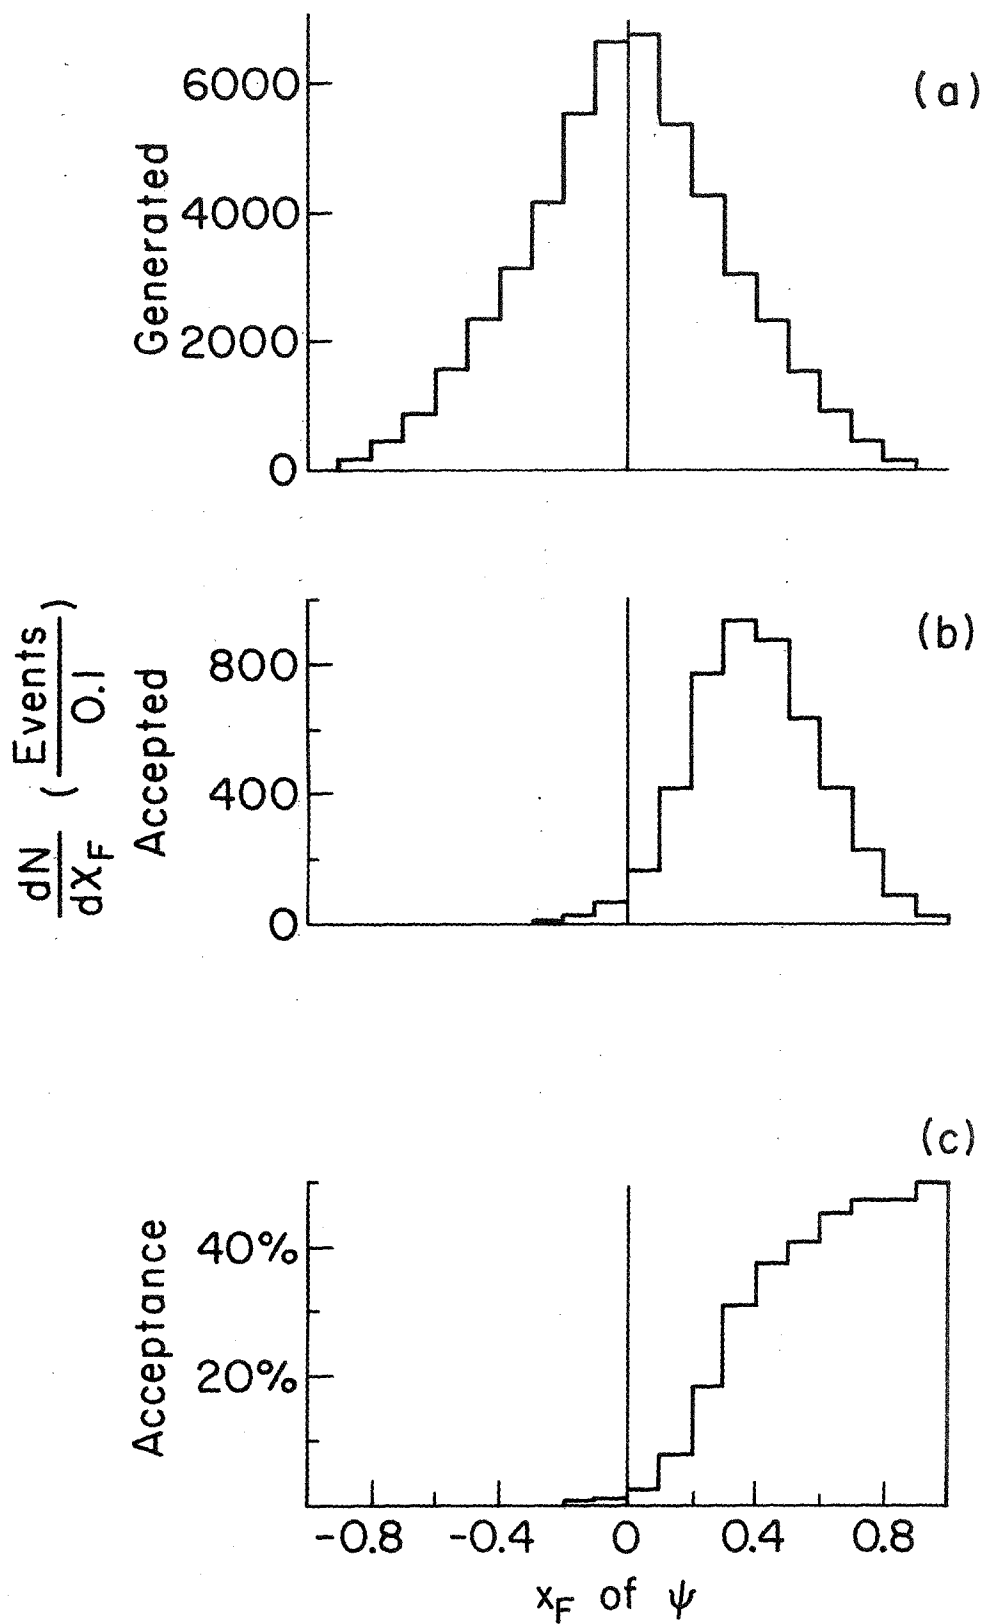 (a)
Generated
6000
4000
2000
0
(b)
dN/dX_F (Events/0.1)
Accepted
800
400
0
(c)
Acceptance
40%
20%
-0.8 -0.4 0 0.4 0.8
x_F of ψ